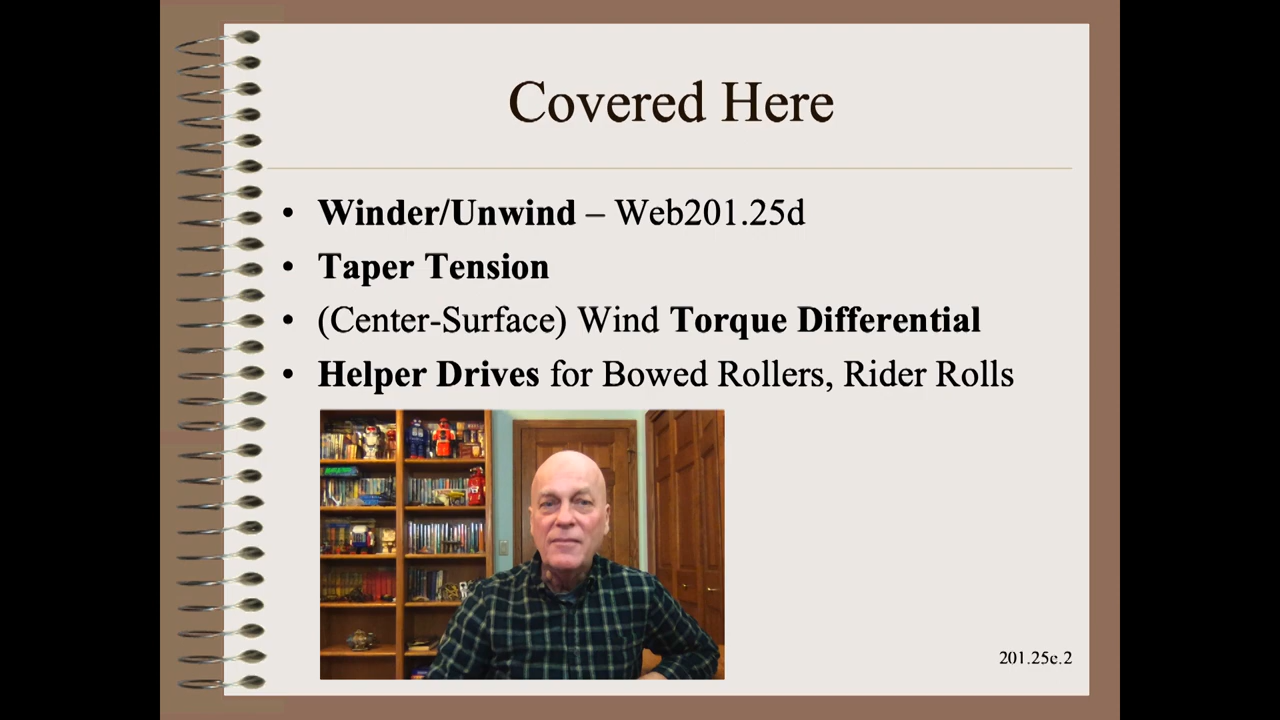 Covered Here
• Winder/Unwind – Web201.25d
• Taper Tension
• (Center-Surface) Wind Torque Differential
• Helper Drives for Bowed Rollers, Rider Rolls
201.25c.2